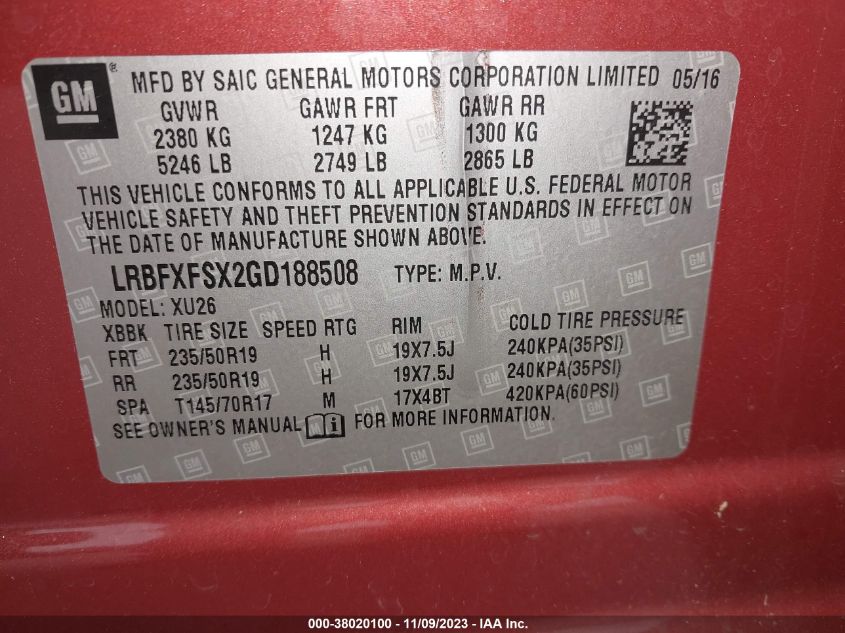 GM ® MFD BY SAIC GENERAL MOTORS CORPORATION LIMITED 05/16
GVWR GAWR FRT GAWR RR
2380 KG 1247 KG 1300 KG
5246 LB 2749 LB 2865 LB
THIS VEHICLE CONFORMS TO ALL APPLICABLE U.S. FEDERAL MOTOR
VEHICLE SAFETY AND THEFT PREVENTION STANDARDS IN EFFECT ON
THE DATE OF MANUFACTURE SHOWN ABOVE.
LRBFXFSX2GD188508 TYPE: M.P.V.
MODEL: XU26
XBBK TIRE SIZE SPEED RTG RIM COLD TIRE PRESSURE
FRT 235/50R19 H 19X7.5J 240KPA(35PSI)
RR 235/50R19 H 19X7.5J 240KPA(35PSI)
SPA T145/70R17 M 17X4BT 420KPA(60PSI)
SEE OWNER'S MANUAL FOR MORE INFORMATION.
000-38020100 - 11/09/2023 - IAA Inc.